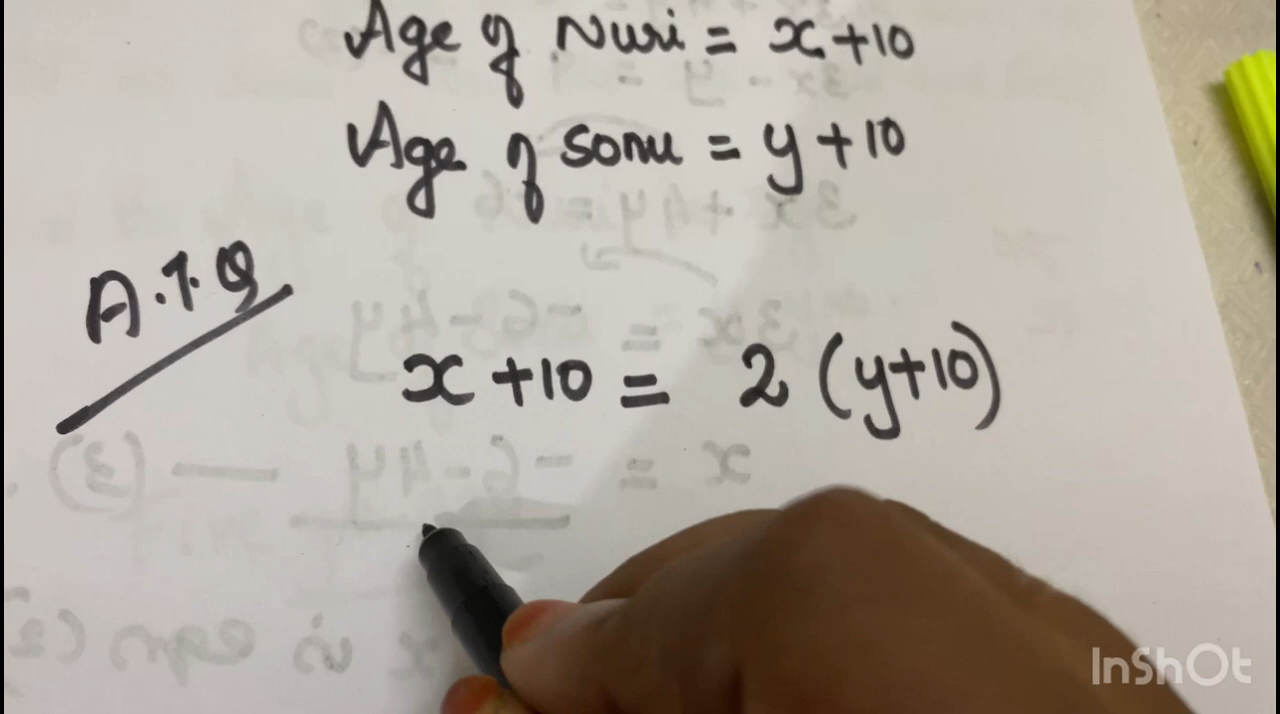 Age of Nuri = x+10
Age of Sonu = y+10
A.T.Q
x+10 = 2 (y+10)
InShOt